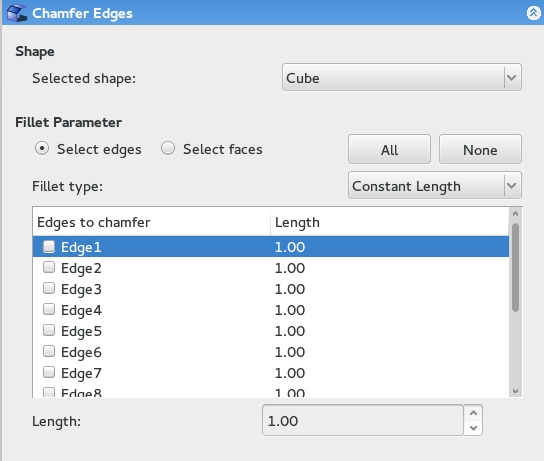 Chamfer Edges
Shape
Selected shape: Cube
Fillet Parameter
Select edges Select faces All None
Fillet type: Constant Length
Edges to chamfer Length
Edge1 1.00
Edge2 1.00
Edge3 1.00
Edge4 1.00
Edge5 1.00
Edge6 1.00
Edge7 1.00
Edge8 1.00
Length: 1.00